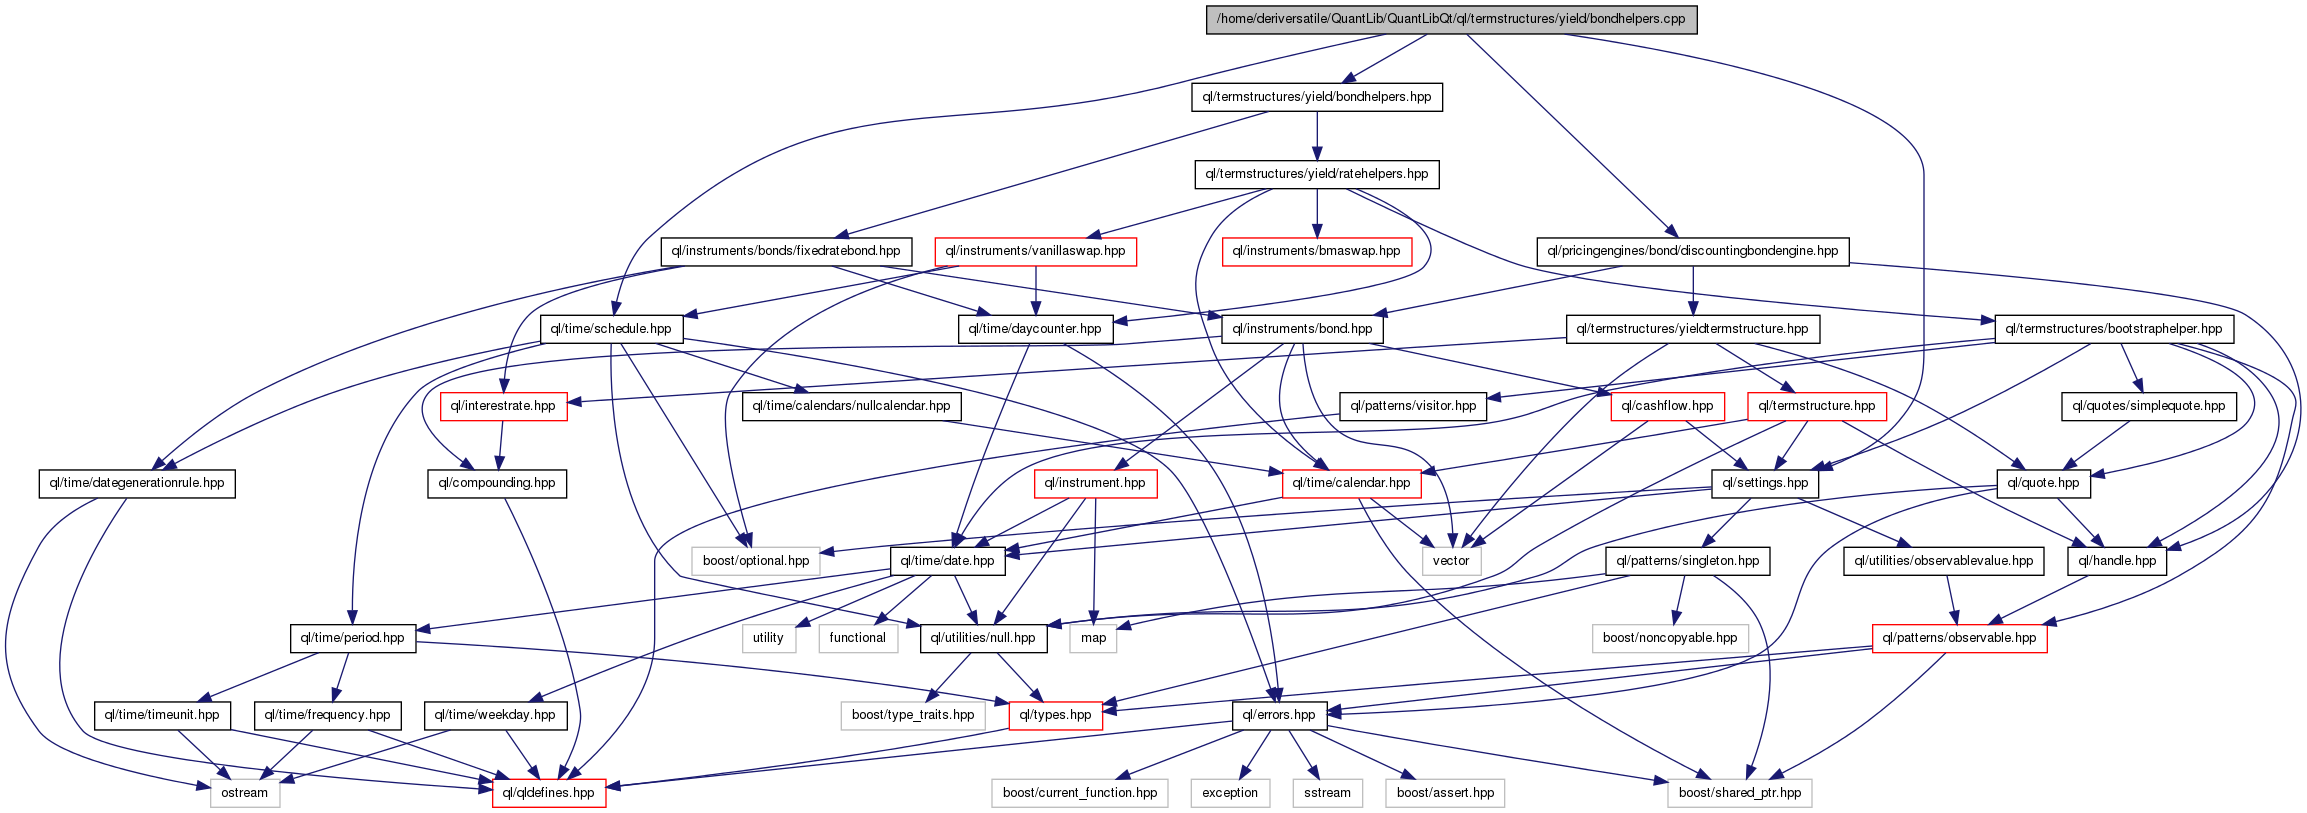 /home/deriversatile/QuantLib/QuantLibQt/ql/termstructures/yield/bondhelpers.cpp
ql/termstructures/yield/bondhelpers.hpp
ql/termstructures/yield/ratehelpers.hpp
ql/instruments/bonds/fixedratebond.hpp
ql/instruments/vanillaswap.hpp
ql/instruments/bmaswap.hpp
ql/pricingengines/bond/discountingbondengine.hpp
ql/time/schedule.hpp
ql/time/daycounter.hpp
ql/instruments/bond.hpp
ql/termstructures/yieldtermstructure.hpp
ql/termstructures/bootstraphelper.hpp
ql/interestrate.hpp
ql/time/calendars/nullcalendar.hpp
ql/patterns/visitor.hpp
ql/cashflow.hpp
ql/termstructure.hpp
ql/quotes/simplequote.hpp
ql/time/dategenerationrule.hpp
ql/compounding.hpp
ql/instrument.hpp
ql/time/calendar.hpp
ql/settings.hpp
ql/quote.hpp
boost/optional.hpp
ql/time/date.hpp
vector
ql/patterns/singleton.hpp
ql/utilities/observablevalue.hpp
ql/handle.hpp
ql/time/period.hpp
utility
functional
ql/utilities/null.hpp
map
boost/noncopyable.hpp
ql/patterns/observable.hpp
ql/time/timeunit.hpp
ql/time/frequency.hpp
ql/time/weekday.hpp
boost/type_traits.hpp
ql/types.hpp
ql/errors.hpp
ostream
ql/qldefines.hpp
boost/current_function.hpp
exception
sstream
boost/assert.hpp
boost/shared_ptr.hpp